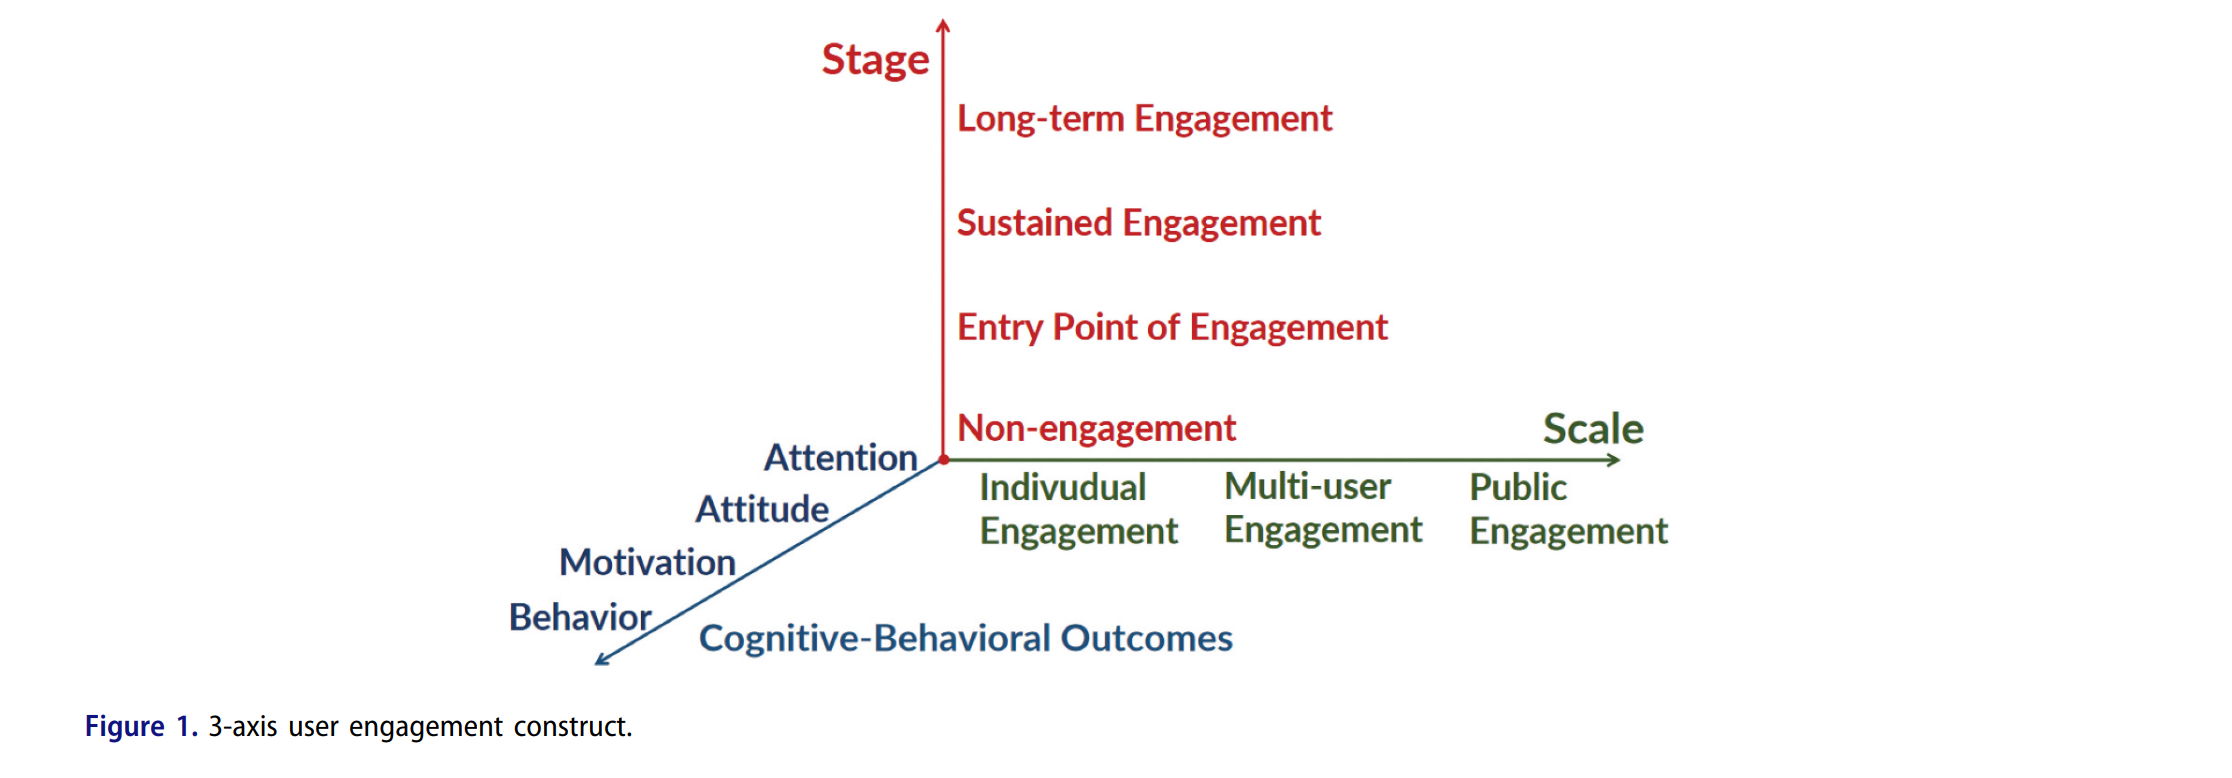 Stage
Long-term Engagement
Sustained Engagement
Entry Point of Engagement
Non-engagement
Scale
Attention
Indivudual
Engagement
Multi-user
Engagement
Public
Engagement
Attitude
Motivation
Behavior
Cognitive-Behavioral Outcomes
Figure 1. 3-axis user engagement construct.